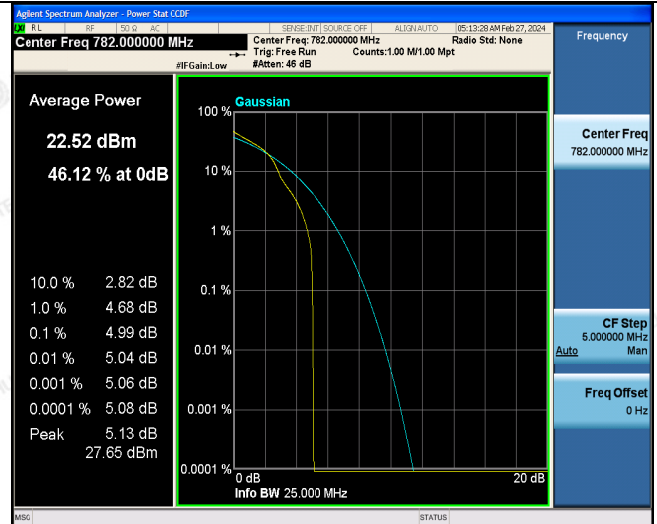 Agilent Spectrum Analyzer - Power Stat CCDF
RL RF 50 Ω AC SENSE:INT SOURCE OFF ALIGN AUTO 05:13:28 AM Feb 27, 2024
Center Freq 782.000000 MHz
Center Freq: 782.000000 MHz Radio Std: None
Trig: Free Run Counts:1.00 M/1.00 Mpt
#IFGain:Low #Atten: 46 dB
Frequency
Average Power
22.52 dBm
46.12 % at 0dB
10.0 % 2.82 dB
1.0 % 4.68 dB
0.1 % 4.99 dB
0.01 % 5.04 dB
0.001 % 5.06 dB
0.0001 % 5.08 dB
Peak 5.13 dB
27.65 dBm
Gaussian
100 %
10 %
1 %
0.1 %
0.01 %
0.001 %
0.0001 %
0 dB 20 dB
Info BW 25.000 MHz
Center Freq
782.000000 MHz
CF Step
5.000000 MHz
Auto Man
Freq Offset
0 Hz
MSG STATUS